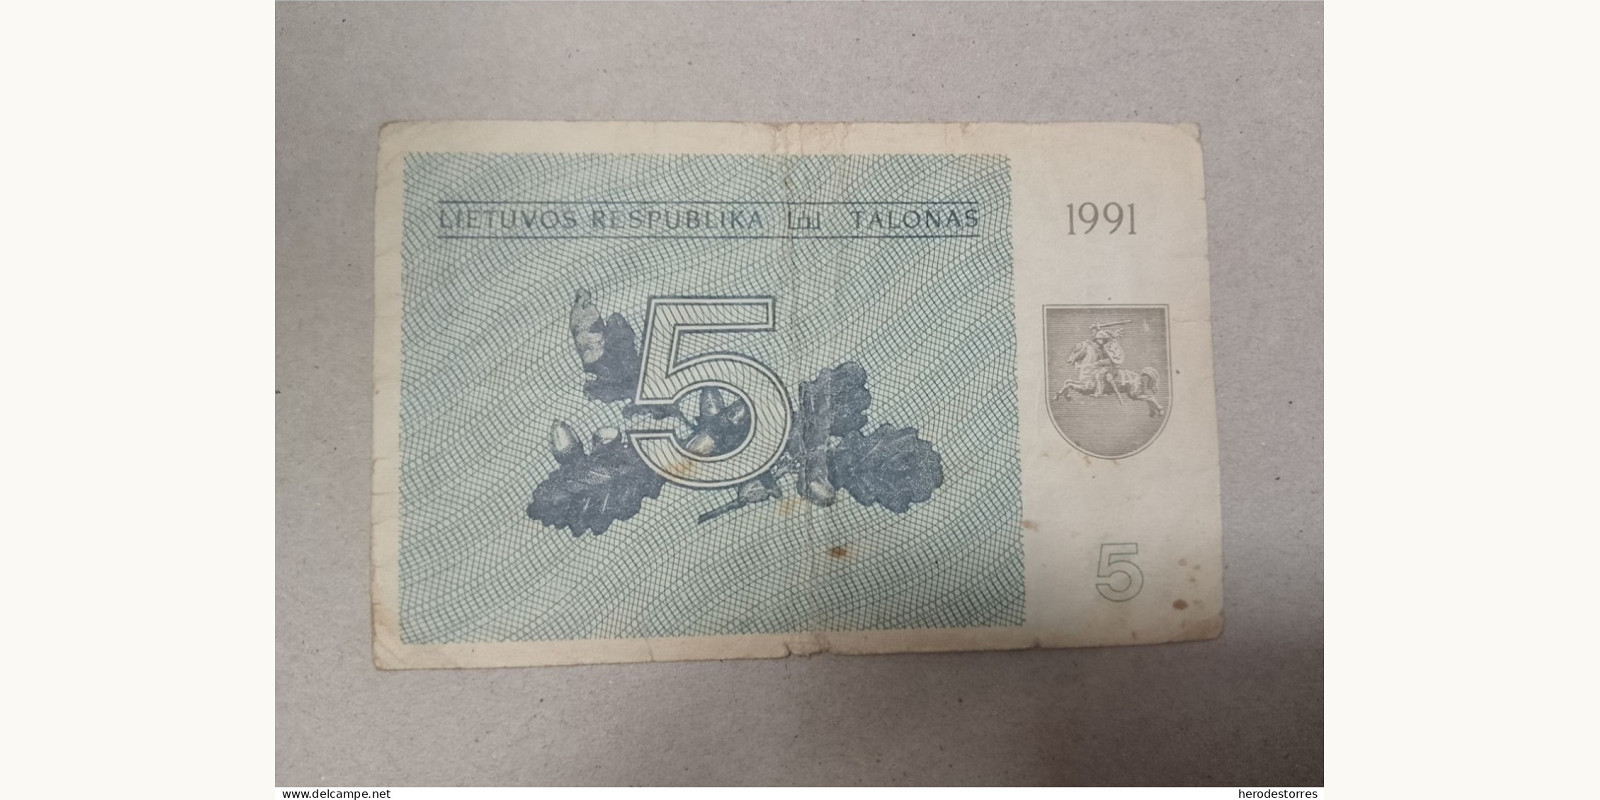 LIETUVOS RESPUBLIKA TALONAS
1991
5
5
www.delcampe.net
herodestorres